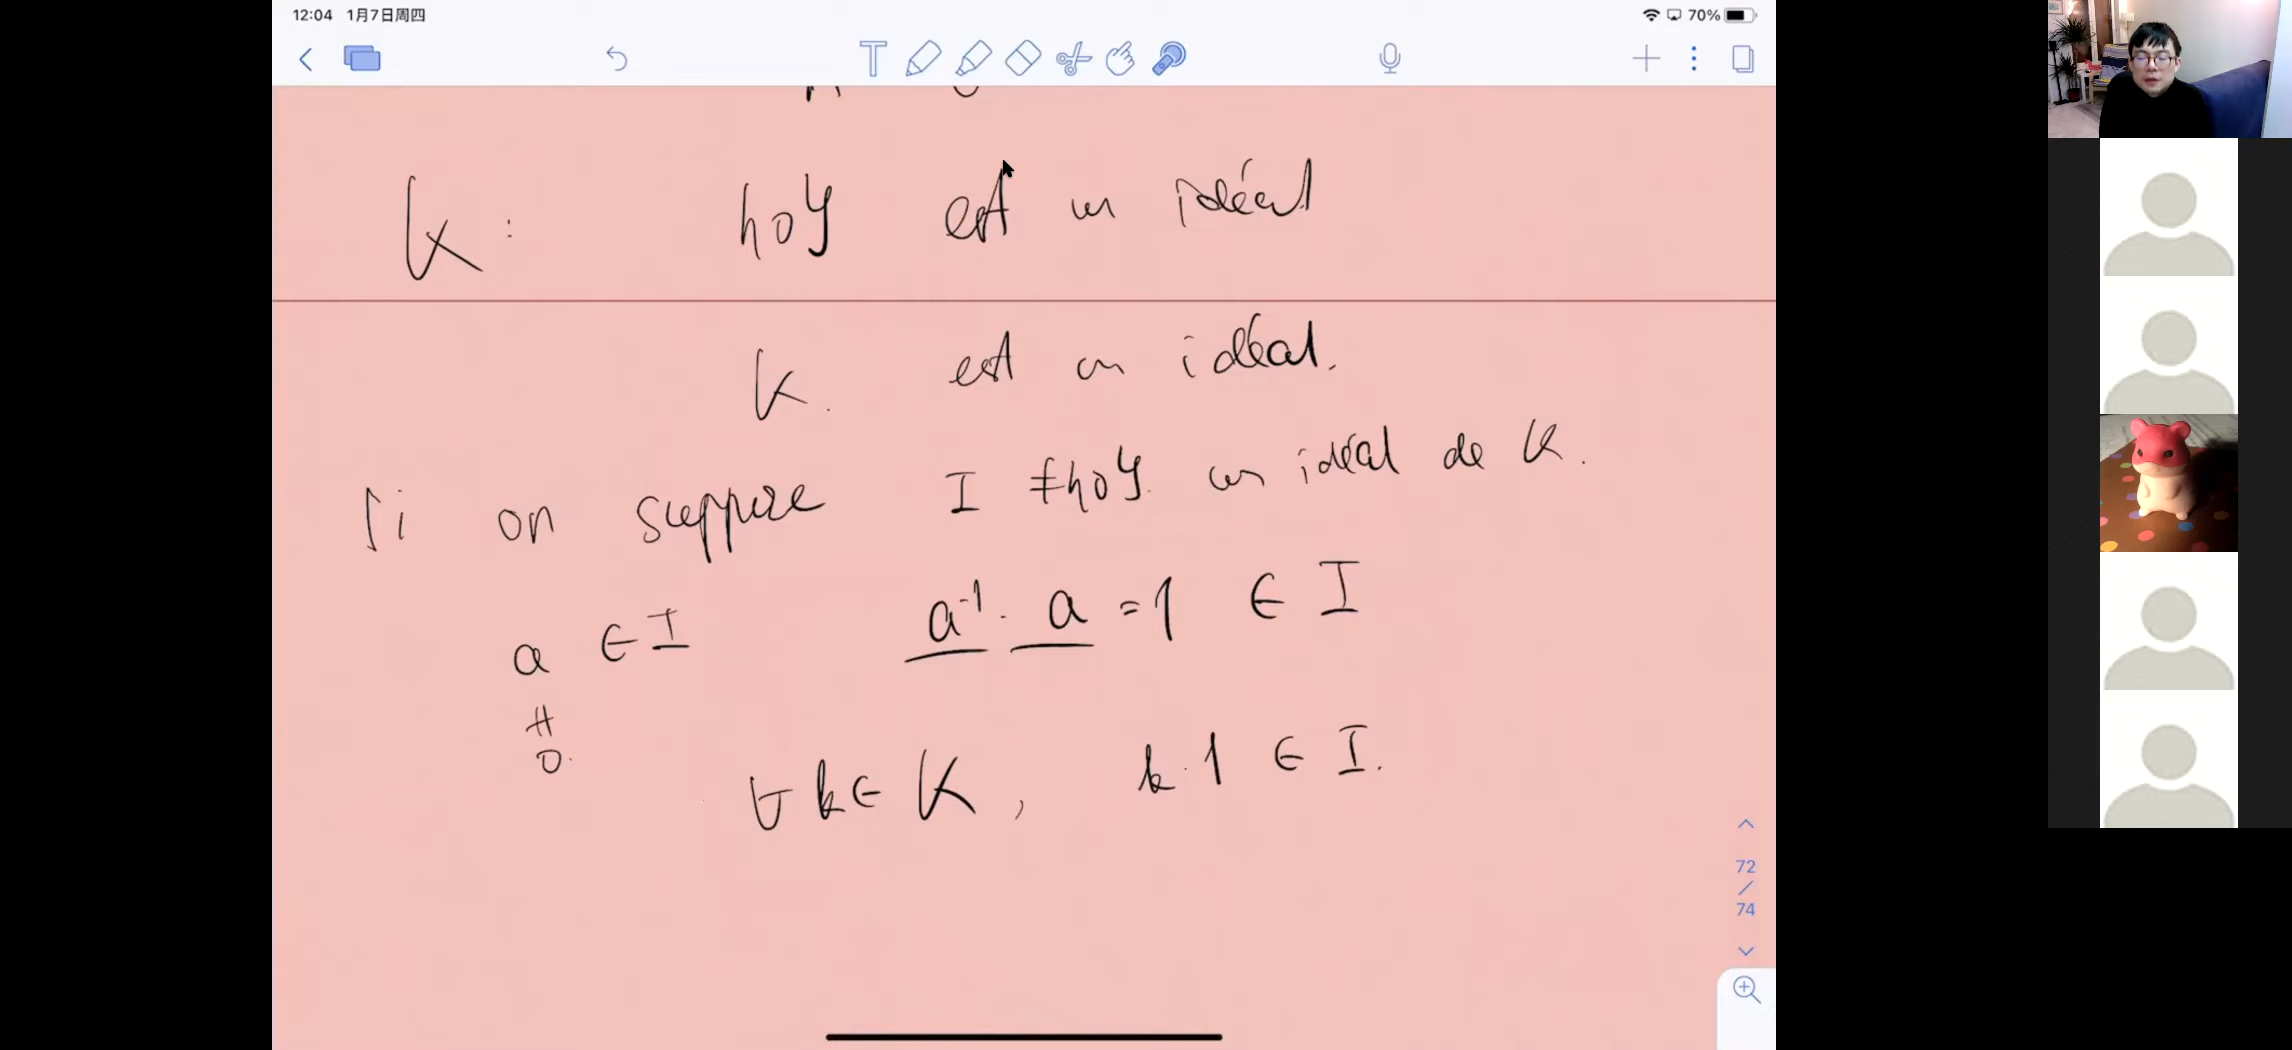 12:04 1月7日周四
70%
K : {0} est un idéal
K. est un idéal.
Si on suppose I ≠ {0}. un idéal de K.
a ∈ I a⁻¹ · a = 1 ∈ I
≠
0.
∀ k ∈ K , k · 1 ∈ I.
72
/
74